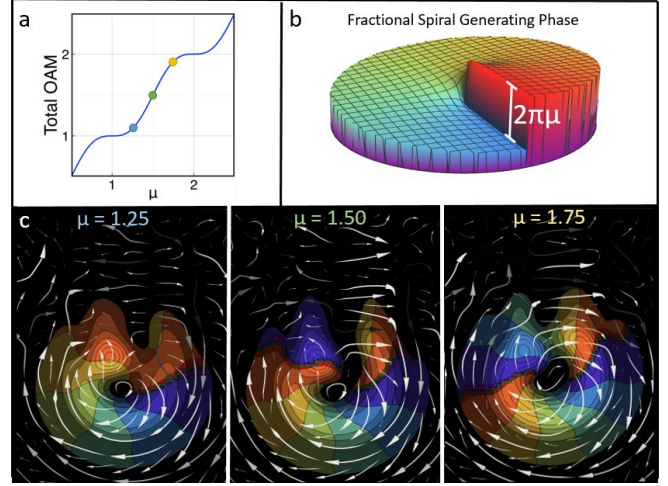 a
Total OAM
2
1
1
μ
2
b
Fractional Spiral Generating Phase
2πμ
c
μ = 1.25
μ = 1.50
μ = 1.75